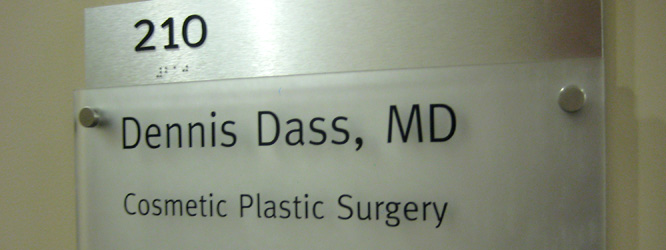 210
Dennis Dass, MD
Cosmetic Plastic Surgery